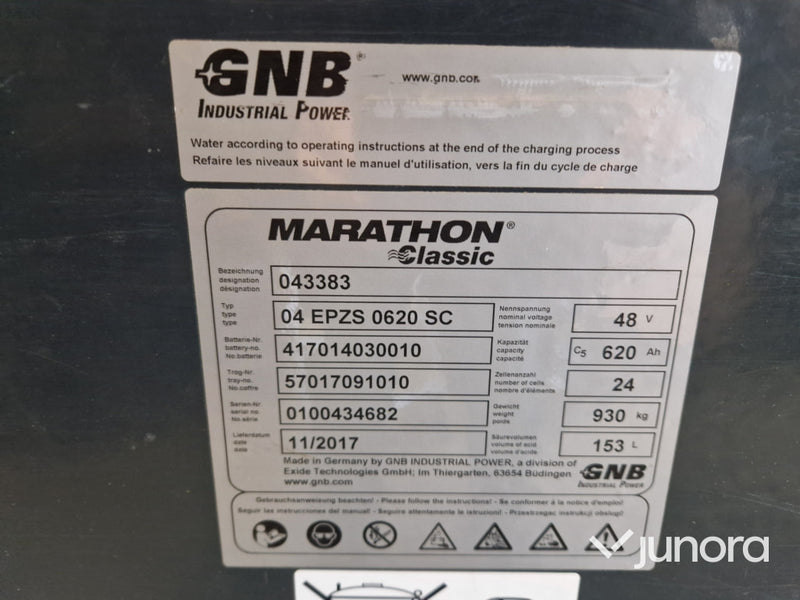 GNB®
www.gnb.com
INDUSTRIAL POWER
Water according to operating instructions at the end of the charging process
Refaire les niveaux suivant le manuel d'utilisation, vers la fin du cycle de charge
MARATHON®
Classic
Bezeichnung
designation
désignation
043383
Typ
type
type
04 EPZS 0620 SC
Nennspannung
nominal voltage
tension nominale
48 V
Batterie-Nr.
battery-no.
No.batterie
417014030010
Kapazität
capacity
capacité
C5 620 Ah
Trog-Nr.
tray-no.
No.coffre
57017091010
Zellenanzahl
number of cells
nombre d'éléments
24
Serien-Nr.
serial no.
No.série
0100434682
Gewicht
weight
poids
930 kg
Lieferdatum
date
date
11/2017
Säurevolumen
volume of acid
volume d'acide
153 L
Made in Germany by GNB INDUSTRIAL POWER, a division of
Exide Technologies GmbH; Im Thiergarten, 63654 Büdingen
www.gnb.com
GNB
INDUSTRIAL POWER
Gebrauchsanweisung beachten! - Please follow the instructions! - Se conformer à la notice d'emploi!
Seguir las instrucciones del manual! - Seguire attentamente le istruzioni! - Przestrzegac instrukcji obslugi!
junora